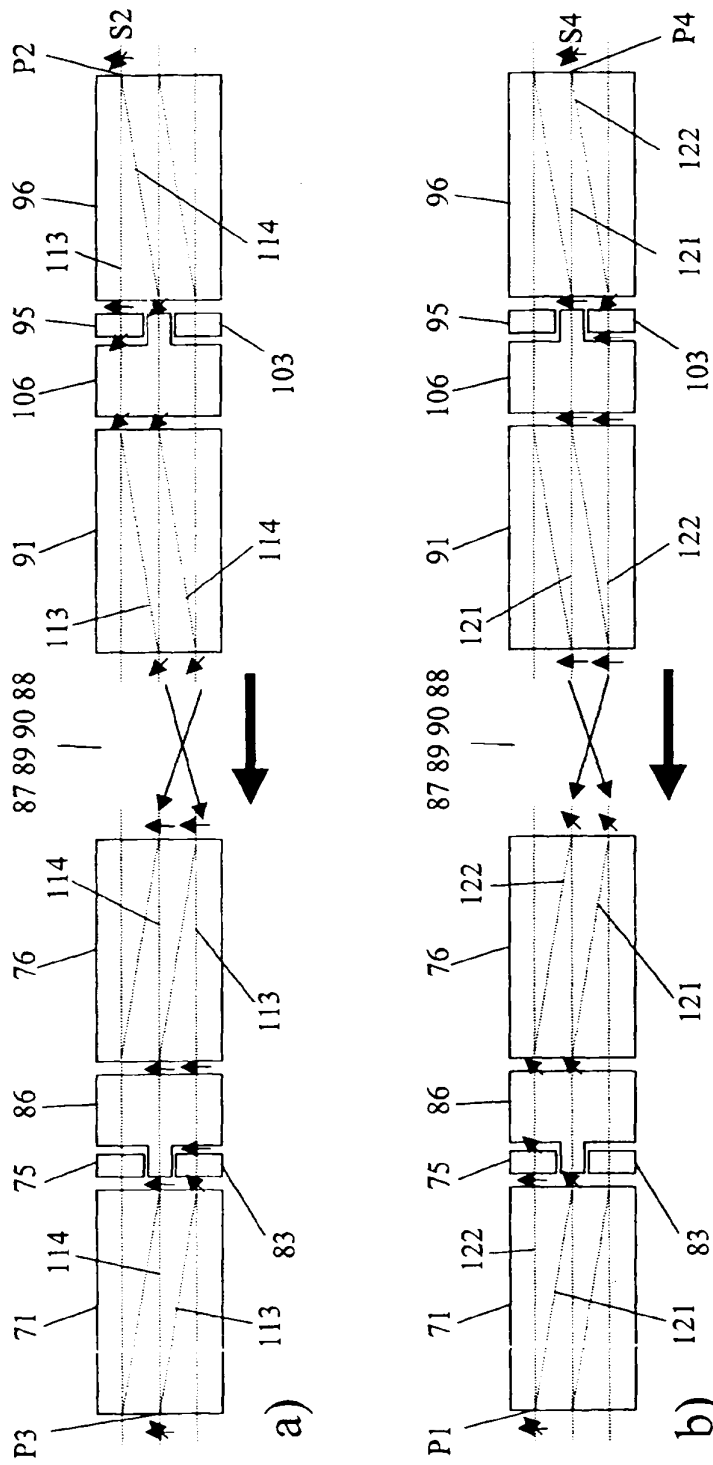 P3 71 75 86 76 87 89 90 88 91 106 95 113 96 P2
S2
114 114
113 83 113 113 114 103 114
a)
P1 71 75 86 76 87 89 90 88 91 106 95 96
S4
122 122 121
121 83 121 122 103 121 122 P4
b)